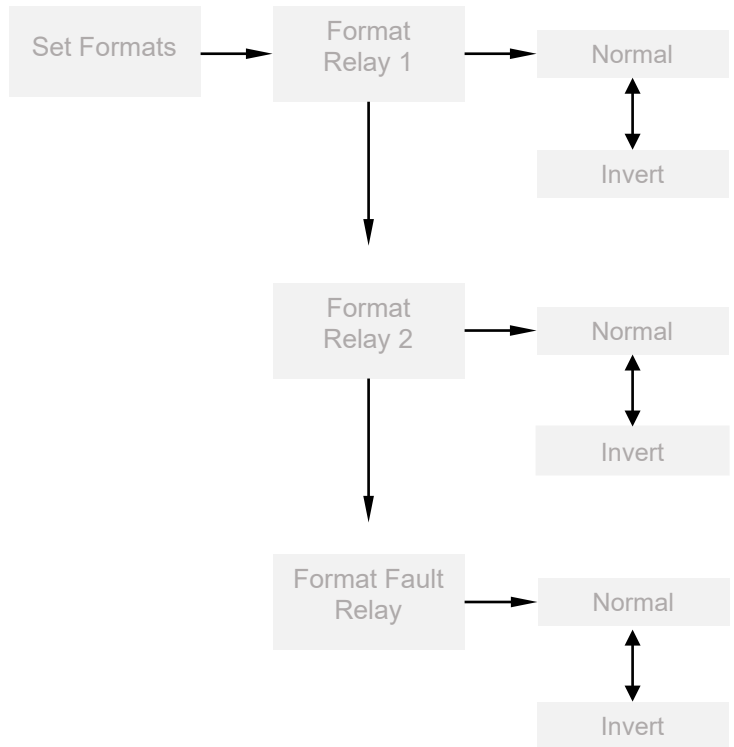 Set Formats
Format
Relay 1
Normal
Invert
Format
Relay 2
Normal
Invert
Format Fault
Relay
Normal
Invert